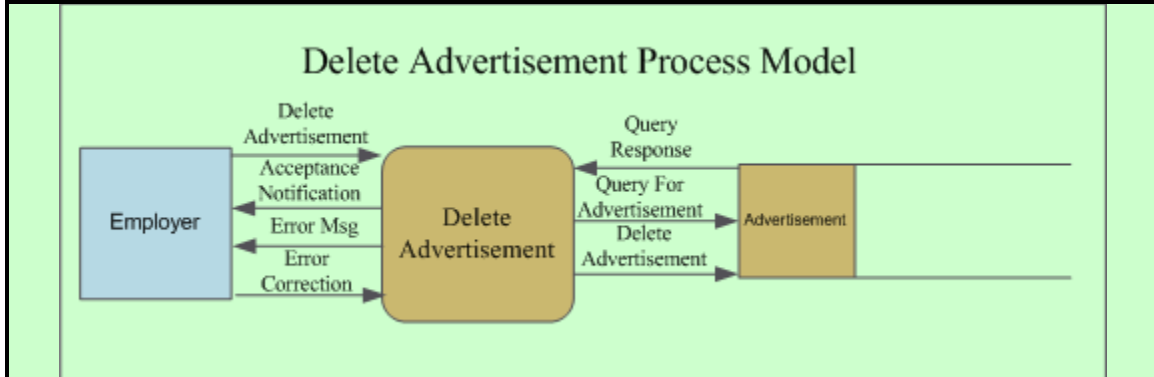 Delete Advertisement Process Model
Delete
Advertisement
Acceptance
Notification
Error Msg
Error
Correction
Employer
Delete
Advertisement
Query
Response
Query For
Advertisement
Delete
Advertisement
Advertisement